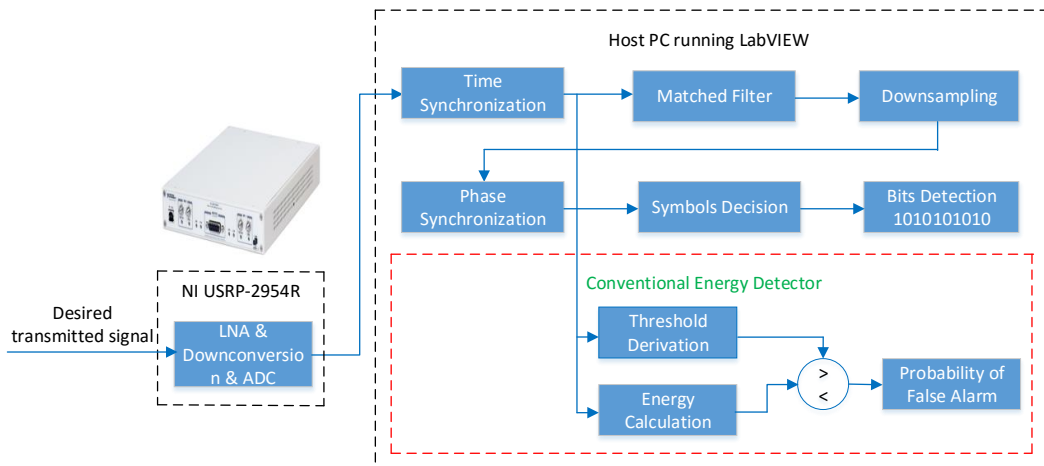 Host PC running LabVIEW
Time
Synchronization
Matched Filter
Downsampling
Phase
Synchronization
Symbols Decision
Bits Detection
1010101010
NI USRP-2954R
Desired
transmitted signal
LNA &
Downconversio
n & ADC
Conventional Energy Detector
Threshold
Derivation
Energy
Calculation
>
<
Probability of
False Alarm